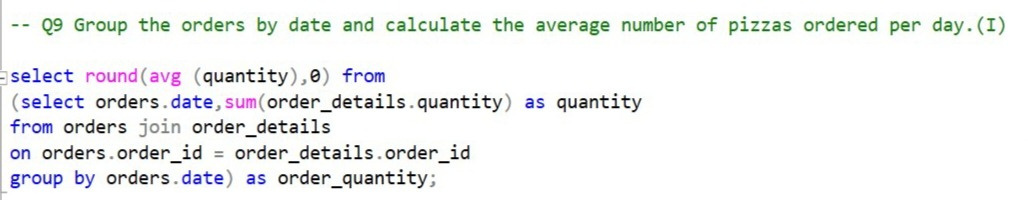 -- Q9 Group the orders by date and calculate the average number of pizzas ordered per day.(I)
select round(avg (quantity),0) from
(select orders.date,sum(order_details.quantity) as quantity
from orders join order_details
on orders.order_id = order_details.order_id
group by orders.date) as order_quantity;